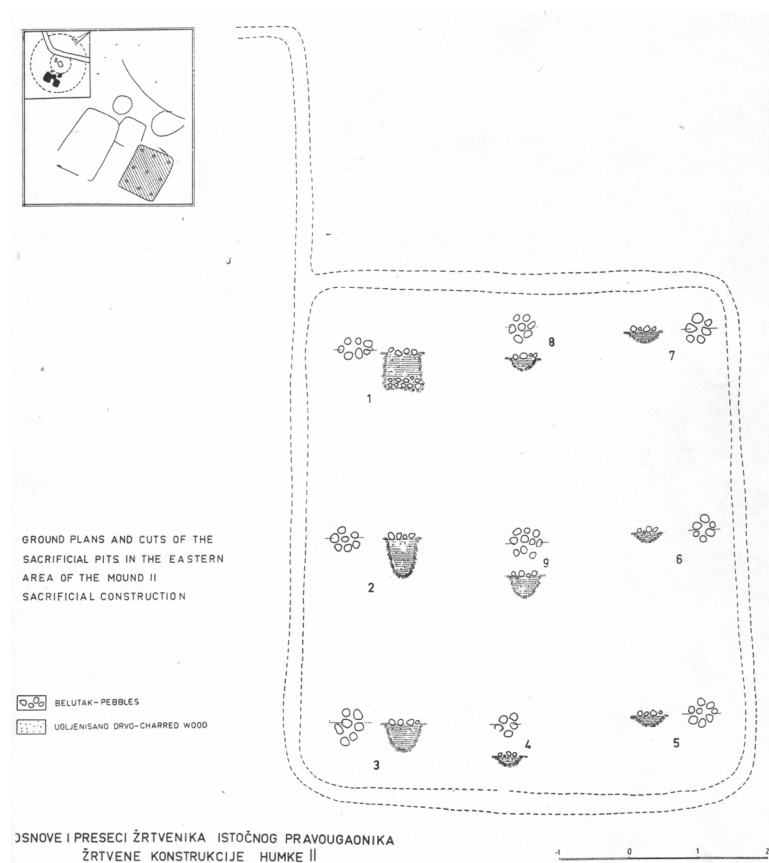 8
7
1
GROUND PLANS AND CUTS OF THE
SACRIFICIAL PITS IN THE EASTERN
AREA OF THE MOUND II
SACRIFICIAL CONSTRUCTION
2
9
6
BELUTAK-PEBBLES
UGLJENISANO DRVO-CHARRED WOOD
3
4
5
OSNOVE I PRESECI ŽRTVENIKA ISTOČNOG PRAVOUGAONIKA
ŽRTVENE KONSTRUKCIJE HUMKE II
-1 0 1 2